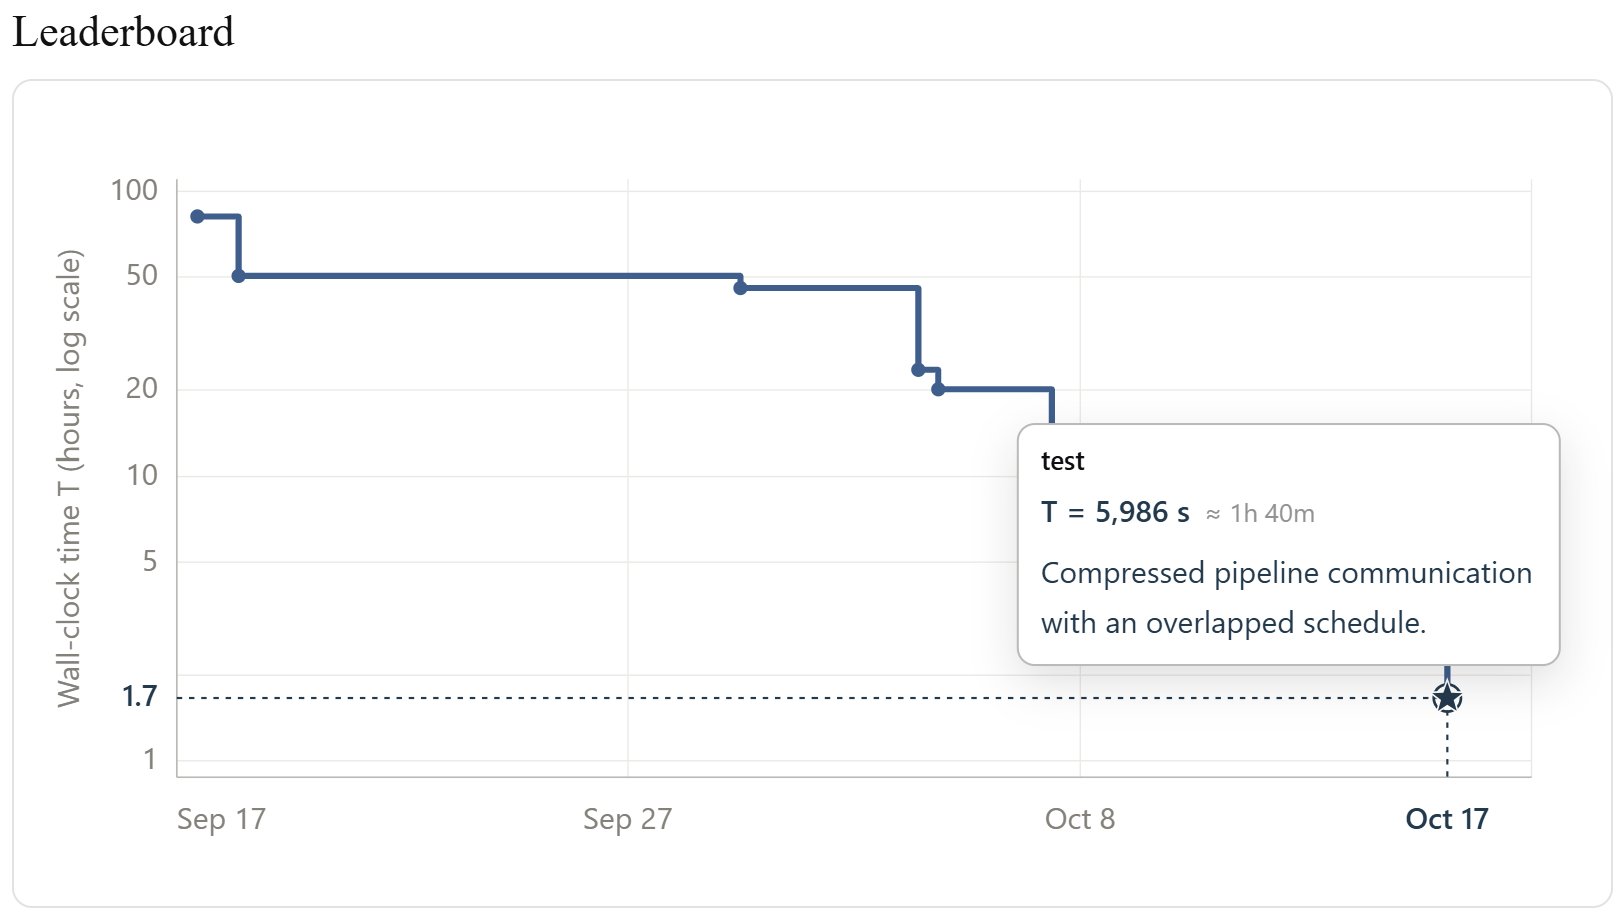 Leaderboard
Wall-clock time T (hours, log scale)
100
50
20
10
5
1.7
1
test
T = 5,986 s ≈ 1h 40m
Compressed pipeline communication
with an overlapped schedule.
Sep 17
Sep 27
Oct 8
Oct 17